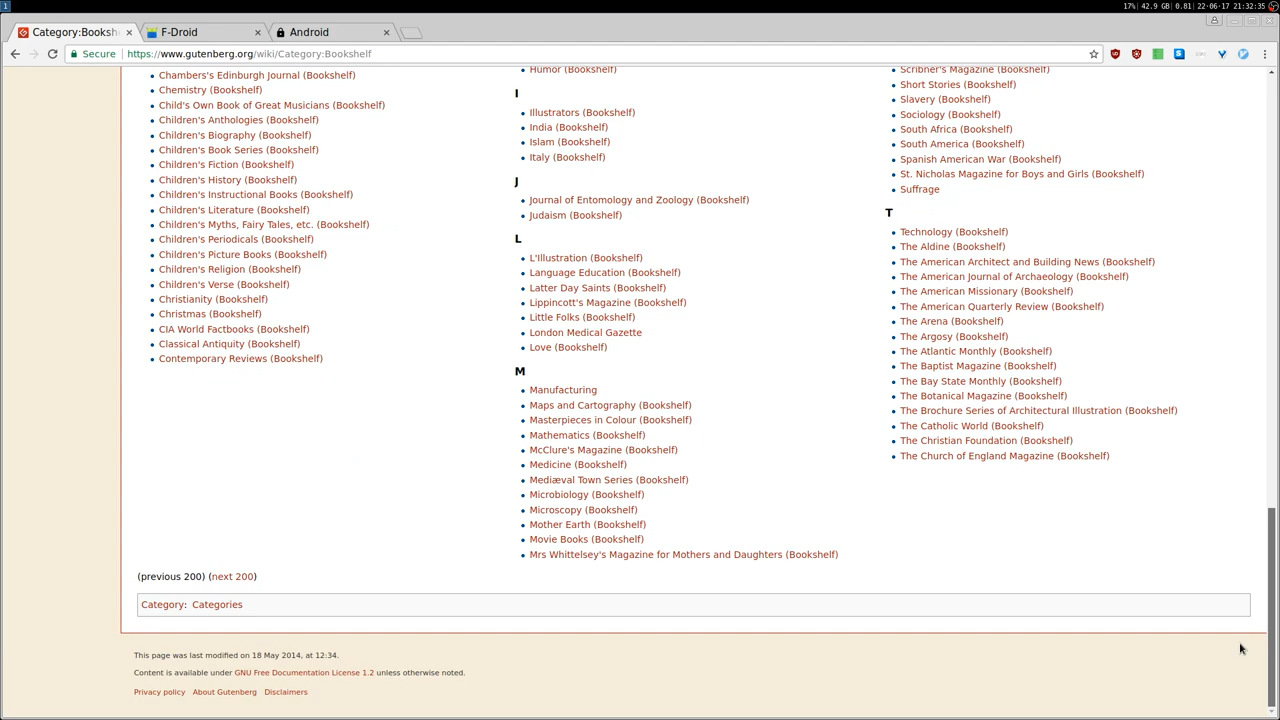 1
17%| 42.9 GB| 0.81| 22-06-17 21:32:35
Category:Booksh
F-Droid
Android
Secure
https://www.gutenberg.org/wiki/Category:Bookshelf
Chambers's Edinburgh Journal (Bookshelf)
Chemistry (Bookshelf)
Child's Own Book of Great Musicians (Bookshelf)
Children's Anthologies (Bookshelf)
Children's Biography (Bookshelf)
Children's Book Series (Bookshelf)
Children's Fiction (Bookshelf)
Children's History (Bookshelf)
Children's Instructional Books (Bookshelf)
Children's Literature (Bookshelf)
Children's Myths, Fairy Tales, etc. (Bookshelf)
Children's Periodicals (Bookshelf)
Children's Picture Books (Bookshelf)
Children's Religion (Bookshelf)
Children's Verse (Bookshelf)
Christianity (Bookshelf)
Christmas (Bookshelf)
CIA World Factbooks (Bookshelf)
Classical Antiquity (Bookshelf)
Contemporary Reviews (Bookshelf)
Humor (Bookshelf)
I
Illustrators (Bookshelf)
India (Bookshelf)
Islam (Bookshelf)
Italy (Bookshelf)
J
Journal of Entomology and Zoology (Bookshelf)
Judaism (Bookshelf)
L
L'Illustration (Bookshelf)
Language Education (Bookshelf)
Latter Day Saints (Bookshelf)
Lippincott's Magazine (Bookshelf)
Little Folks (Bookshelf)
London Medical Gazette
Love (Bookshelf)
M
Manufacturing
Maps and Cartography (Bookshelf)
Masterpieces in Colour (Bookshelf)
Mathematics (Bookshelf)
McClure's Magazine (Bookshelf)
Medicine (Bookshelf)
Mediæval Town Series (Bookshelf)
Microbiology (Bookshelf)
Microscopy (Bookshelf)
Mother Earth (Bookshelf)
Movie Books (Bookshelf)
Mrs Whittelsey's Magazine for Mothers and Daughters (Bookshelf)
Scribner's Magazine (Bookshelf)
Short Stories (Bookshelf)
Slavery (Bookshelf)
Sociology (Bookshelf)
South Africa (Bookshelf)
South America (Bookshelf)
Spanish American War (Bookshelf)
St. Nicholas Magazine for Boys and Girls (Bookshelf)
Suffrage
T
Technology (Bookshelf)
The Aldine (Bookshelf)
The American Architect and Building News (Bookshelf)
The American Journal of Archaeology (Bookshelf)
The American Missionary (Bookshelf)
The American Quarterly Review (Bookshelf)
The Arena (Bookshelf)
The Argosy (Bookshelf)
The Atlantic Monthly (Bookshelf)
The Baptist Magazine (Bookshelf)
The Bay State Monthly (Bookshelf)
The Botanical Magazine (Bookshelf)
The Brochure Series of Architectural Illustration (Bookshelf)
The Catholic World (Bookshelf)
The Christian Foundation (Bookshelf)
The Church of England Magazine (Bookshelf)
(previous 200) (next 200)
Category: Categories
This page was last modified on 18 May 2014, at 12:34.
Content is available under GNU Free Documentation License 1.2 unless otherwise noted.
Privacy policy About Gutenberg Disclaimers